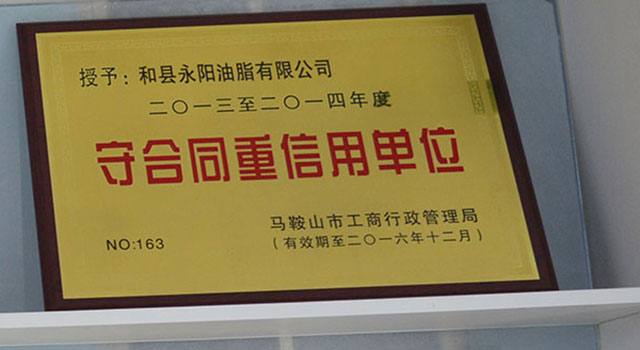 授予：和县永阳油脂有限公司
二〇一三至二〇一四年度
守合同重信用单位
马鞍山市工商行政管理局
NO:163
（有效期至二〇一六年十二月）